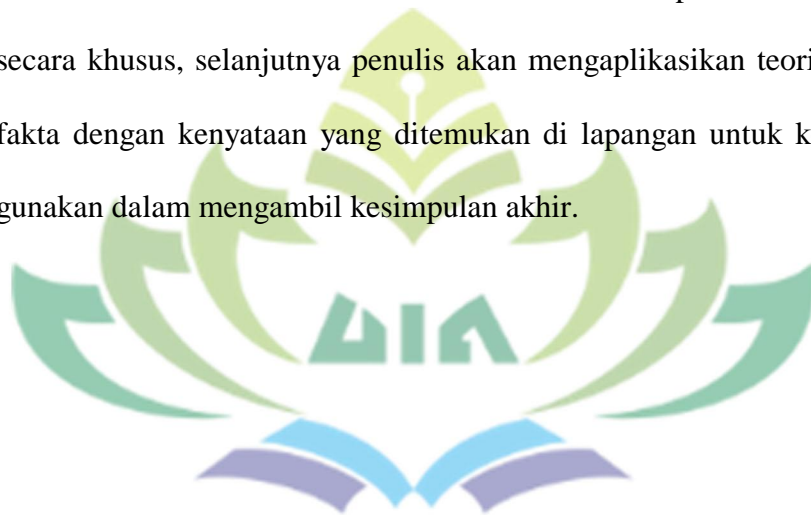 secara khusus, selanjutnya penulis akan mengaplikasikan teori
fakta dengan kenyataan yang ditemukan di lapangan untuk k
gunakan dalam mengambil kesimpulan akhir.
UIN